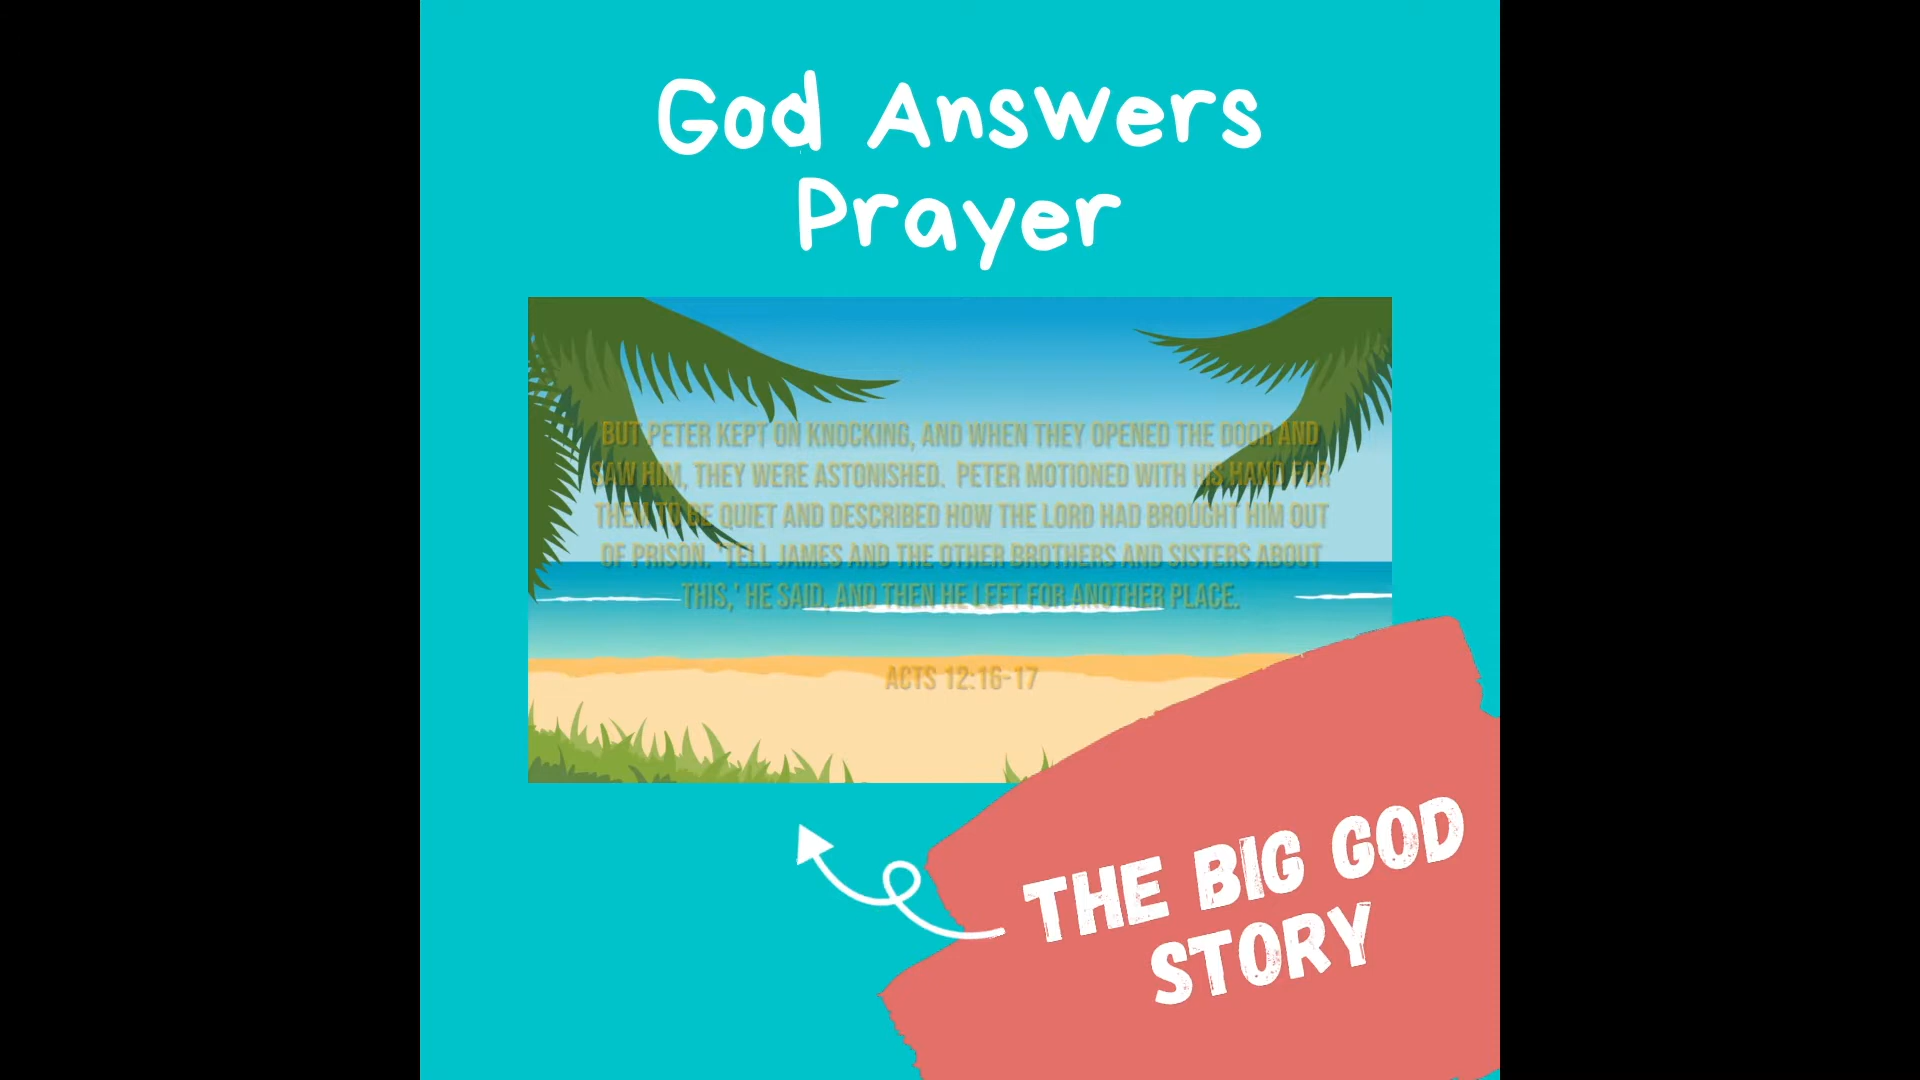 God Answers
Prayer
BUT PETER KEPT ON KNOCKING, AND WHEN THEY OPENED THE DOOR AND
SAW HIM, THEY WERE ASTONISHED. PETER MOTIONED WITH HIS HAND FOR
THEM TO BE QUIET AND DESCRIBED HOW THE LORD HAD BROUGHT HIM OUT
OF PRISON. 'TELL JAMES AND THE OTHER BROTHERS AND SISTERS ABOUT
THIS,' HE SAID, AND THEN HE LEFT FOR ANOTHER PLACE.
ACTS 12:16-17
THE BIG GOD
STORY